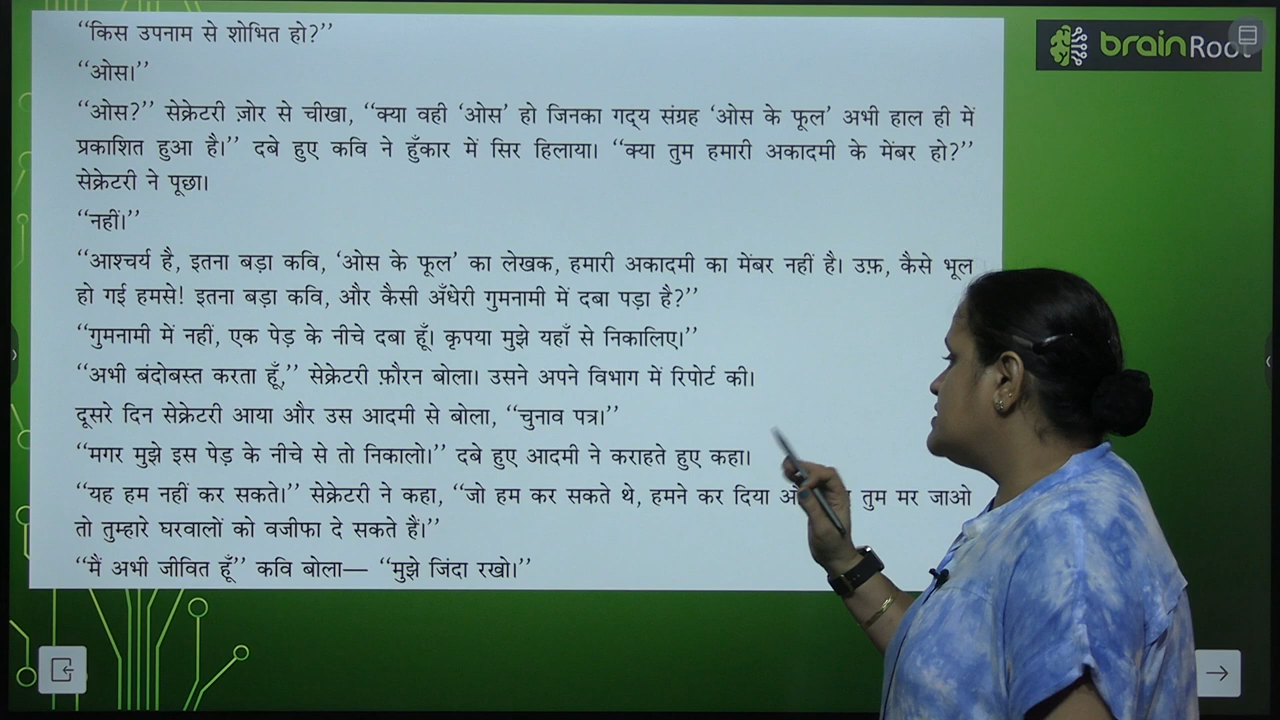 “किस उपनाम से शोभित हो?”
“ओस।”
“ओस?” सेक्रेटरी ज़ोर से चीखा, “क्या वही ‘ओस’ हो जिनका गद्‌य संग्रह ‘ओस के फूल’ अभी हाल ही में
प्रकाशित हुआ है।” दबे हुए कवि ने हुँकार में सिर हिलाया। “क्या तुम हमारी अकादमी के मेंबर हो?”
सेक्रेटरी ने पूछा।
“नहीं।”
“आश्चर्य है, इतना बड़ा कवि, ‘ओस के फूल’ का लेखक, हमारी अकादमी का मेंबर नहीं है। उफ़, कैसे भूल
हो गई हमसे! इतना बड़ा कवि, और कैसी अँधेरी गुमनामी में दबा पड़ा है?”
“गुमनामी में नहीं, एक पेड़ के नीचे दबा हूँ। कृपया मुझे यहाँ से निकालिए।”
“अभी बंदोबस्त करता हूँ,” सेक्रेटरी फ़ौरन बोला। उसने अपने विभाग में रिपोर्ट की।
दूसरे दिन सेक्रेटरी आया और उस आदमी से बोला, “चुनाव पत्र।”
“मगर मुझे इस पेड़ के नीचे से तो निकालो।” दबे हुए आदमी ने कराहते हुए कहा।
“यह हम नहीं कर सकते।” सेक्रेटरी ने कहा, “जो हम कर सकते थे, हमने कर दिया तुम मर जाओ
तो तुम्हारे घरवालों को वजीफा दे सकते हैं।”
“मैं अभी जीवित हूँ” कवि बोला— “मुझे जिंदा रखो।”
brainRoot